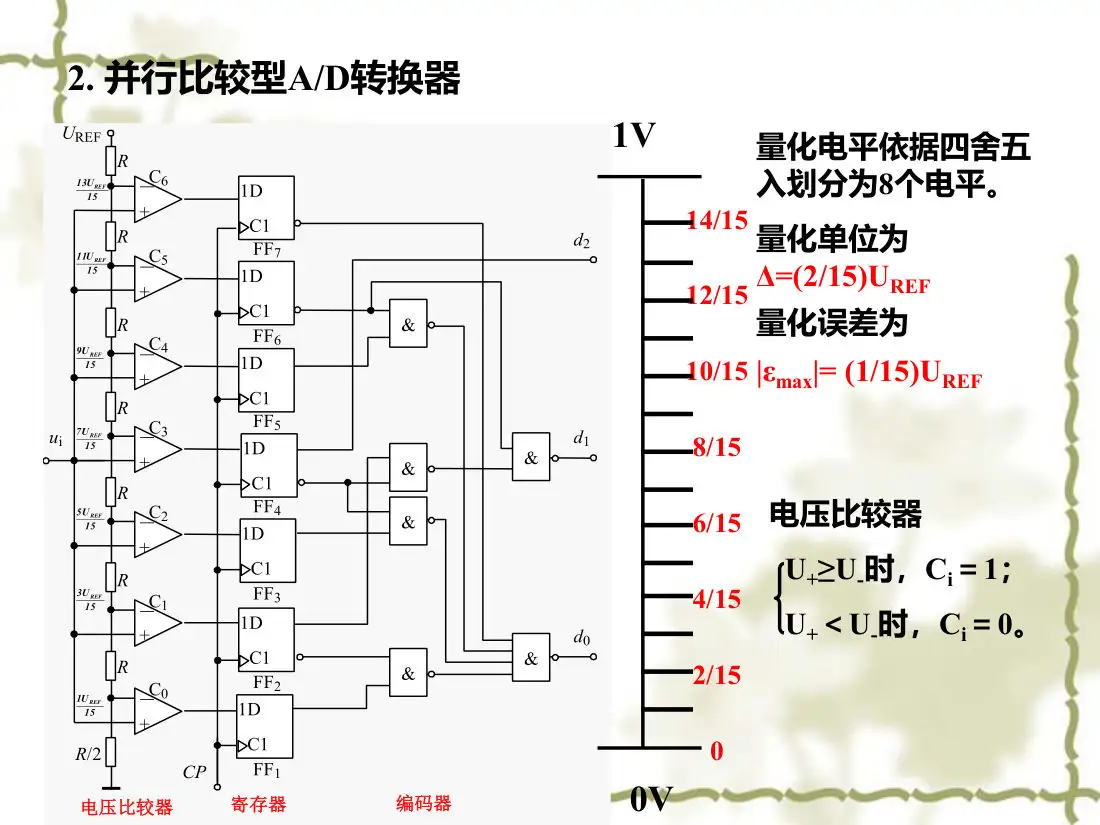 2. 并行比较型A/D转换器
UREF
R
13UREF/15
C6
−
+
1D
C1
FF7
R
11UREF/15
C5
−
+
1D
C1
FF6
R
9UREF/15
C4
−
+
1D
C1
FF5
R
7UREF/15
C3
−
+
1D
C1
FF4
ui
R
5UREF/15
C2
−
+
1D
C1
FF3
R
3UREF/15
C1
−
+
1D
C1
FF2
R
1UREF/15
C0
−
+
1D
C1
FF1
R/2
CP
&
&
&
&
&
&
d2
d1
d0
电压比较器
寄存器
编码器
1V
14/15
12/15
10/15
8/15
6/15
4/15
2/15
0
0V
量化电平依据四舍五
入划分为8个电平。
量化单位为
Δ=(2/15)UREF
量化误差为
|εmax|= (1/15)UREF
电压比较器
U+≥U-时，Ci＝1；
U+＜U-时，Ci＝0。